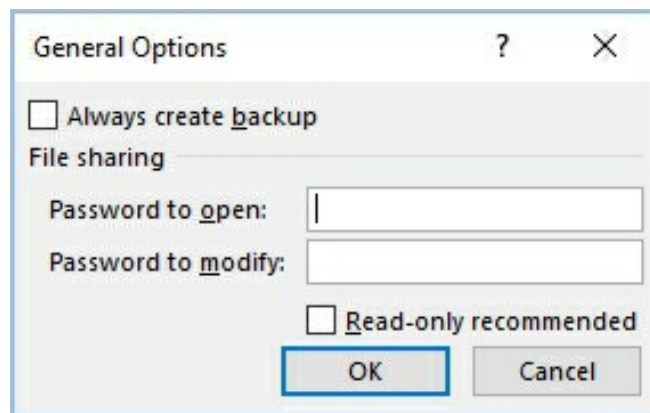 General Options ?
Always create backup
File sharing
Password to open:
Password to modify:
Read-only recommended
OK Cancel